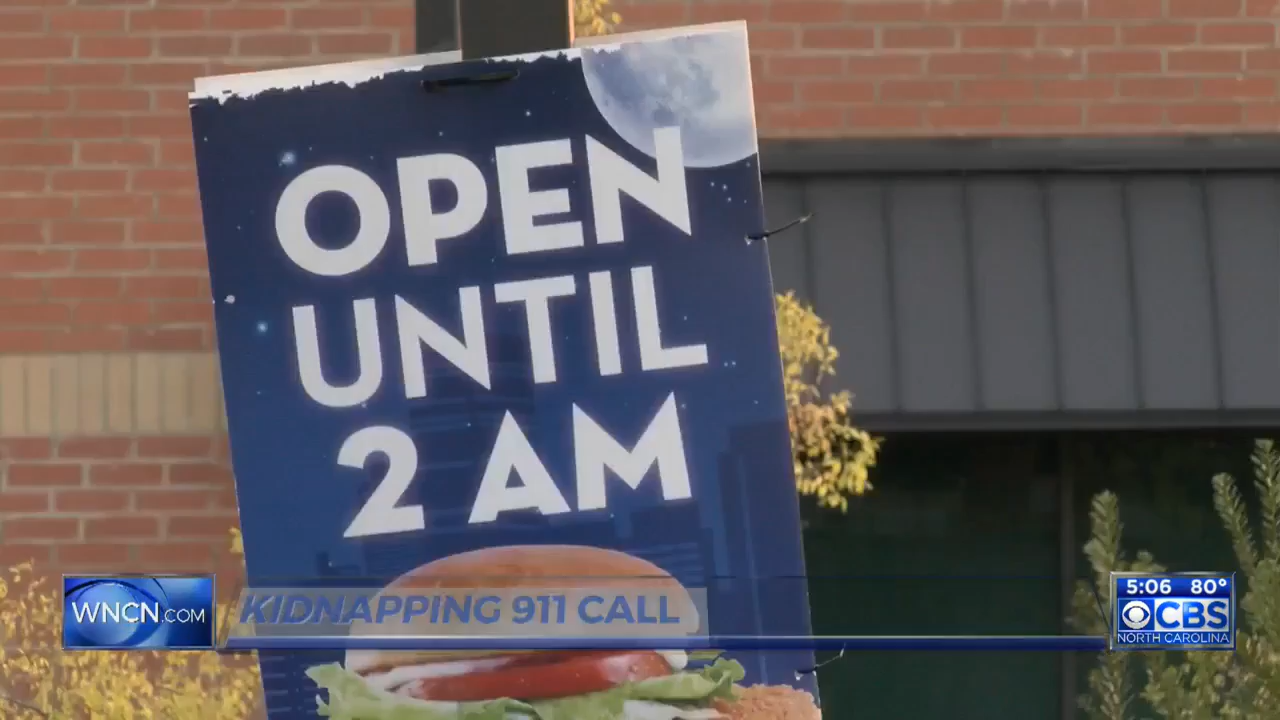 OPEN
UNTIL
2 AM
KIDNAPPING 911 CALL
WNCN.COM
5:06 80°
CBS
NORTH CAROLINA